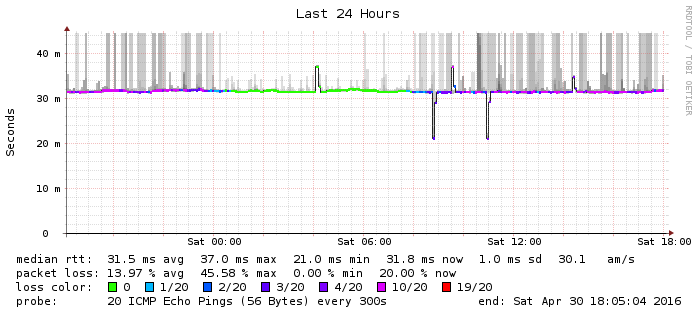 Last 24 Hours
RRDTOOL / TOBI OETIKER
Seconds
40 m
30 m
20 m
10 m
0
Sat 00:00 Sat 06:00 Sat 12:00 Sat 18:00
median rtt: 31.5 ms avg 37.0 ms max 21.0 ms min 31.8 ms now 1.0 ms sd 30.1 am/s
packet loss: 13.97 % avg 45.58 % max 0.00 % min 20.00 % now
loss color: 0 1/20 2/20 3/20 4/20 10/20 19/20
probe: 20 ICMP Echo Pings (56 Bytes) every 300s end: Sat Apr 30 18:05:04 2016